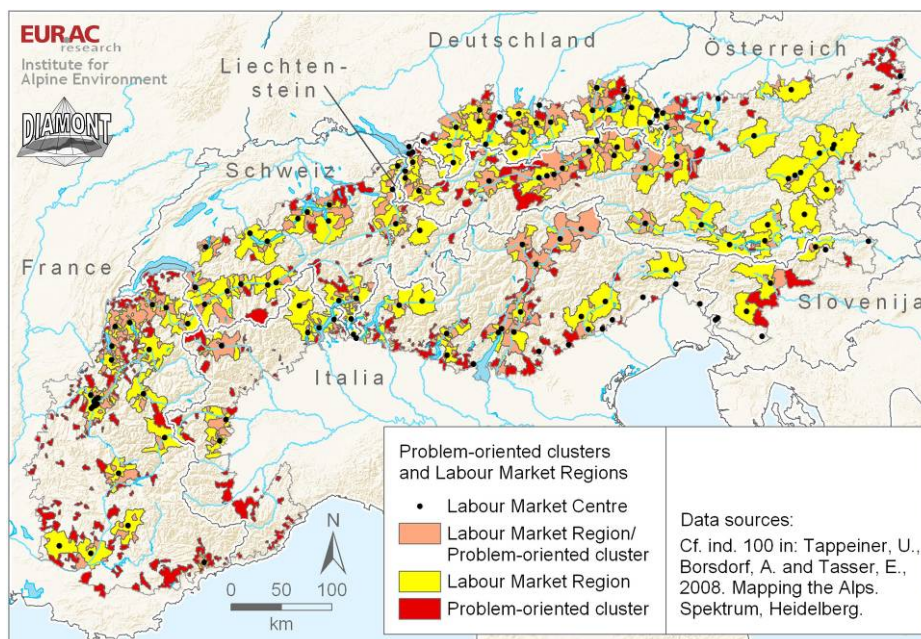 EURAC
research
Institute for
Alpine Environment
DIAMONT
Deutschland
Österreich
Liechten-
stein
Schweiz
France
Slovenija
Italia
Problem-oriented clusters
and Labour Market Regions
Labour Market Centre
Labour Market Region/
Problem-oriented cluster
Labour Market Region
Problem-oriented cluster
N
0 50 100
km
Data sources:
Cf. ind. 100 in: Tappeiner, U.,
Borsdorf, A. and Tasser, E.,
2008. Mapping the Alps.
Spektrum, Heidelberg.